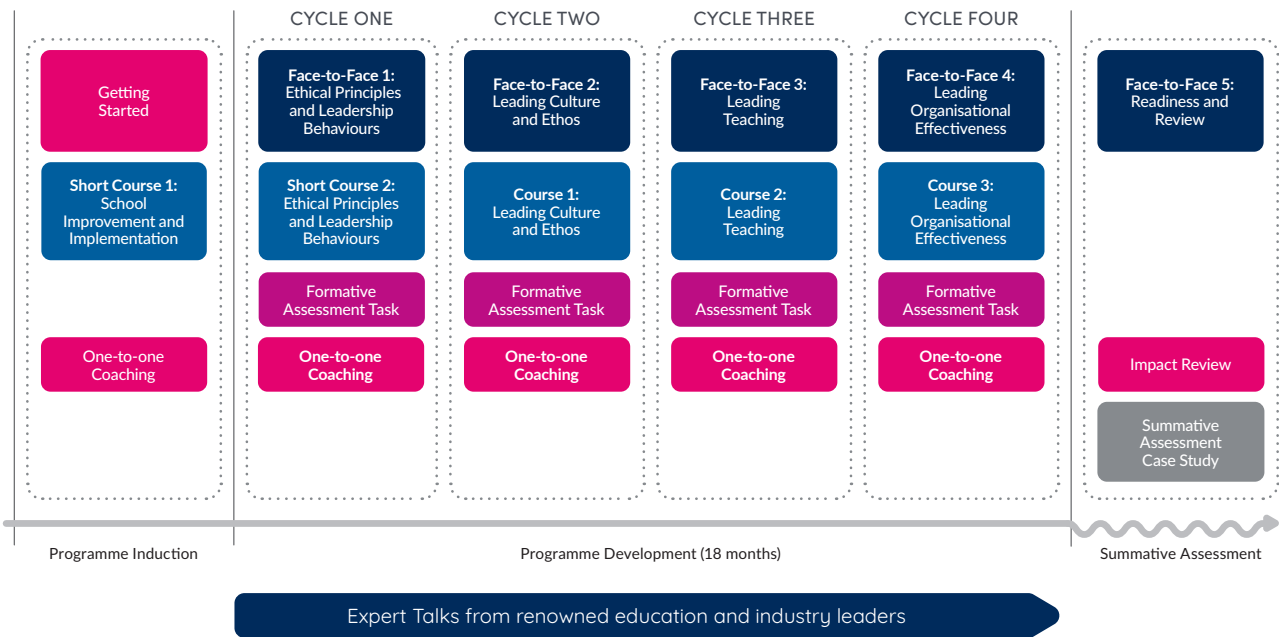 CYCLE ONE
CYCLE TWO
CYCLE THREE
CYCLE FOUR
Getting
Started
Short Course 1:
School
Improvement and
Implementation
One-to-one
Coaching
Face-to-Face 1:
Ethical Principles
and Leadership
Behaviours
Short Course 2:
Ethical Principles
and Leadership
Behaviours
Formative
Assessment Task
One-to-one
Coaching
Face-to-Face 2:
Leading Culture
and Ethos
Course 1:
Leading Culture
and Ethos
Formative
Assessment Task
One-to-one
Coaching
Face-to-Face 3:
Leading
Teaching
Course 2:
Leading
Teaching
Formative
Assessment Task
One-to-one
Coaching
Face-to-Face 4:
Leading
Organisational
Effectiveness
Course 3:
Leading
Organisational
Effectiveness
Formative
Assessment Task
One-to-one
Coaching
Face-to-Face 5:
Readiness and
Review
Impact Review
Summative
Assessment
Case Study
Programme Induction
Programme Development (18 months)
Summative Assessment
Expert Talks from renowned education and industry leaders